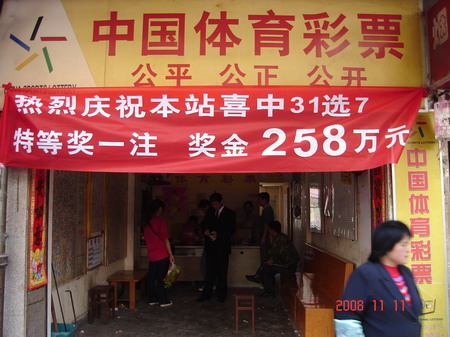 中国体育彩票
公平 公正 公开
SPORTS LOTTERY
热烈庆祝本站喜中31选7
特等奖一注 奖金 258万元
中国体育彩票
2008 11 11